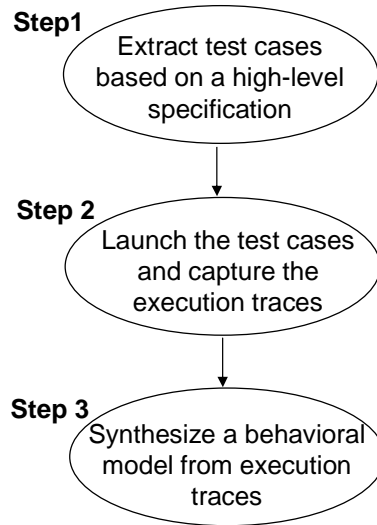 Step1
Extract test cases
based on a high-level
specification
Step 2
Launch the test cases
and capture the
execution traces
Step 3
Synthesize a behavioral
model from execution
traces